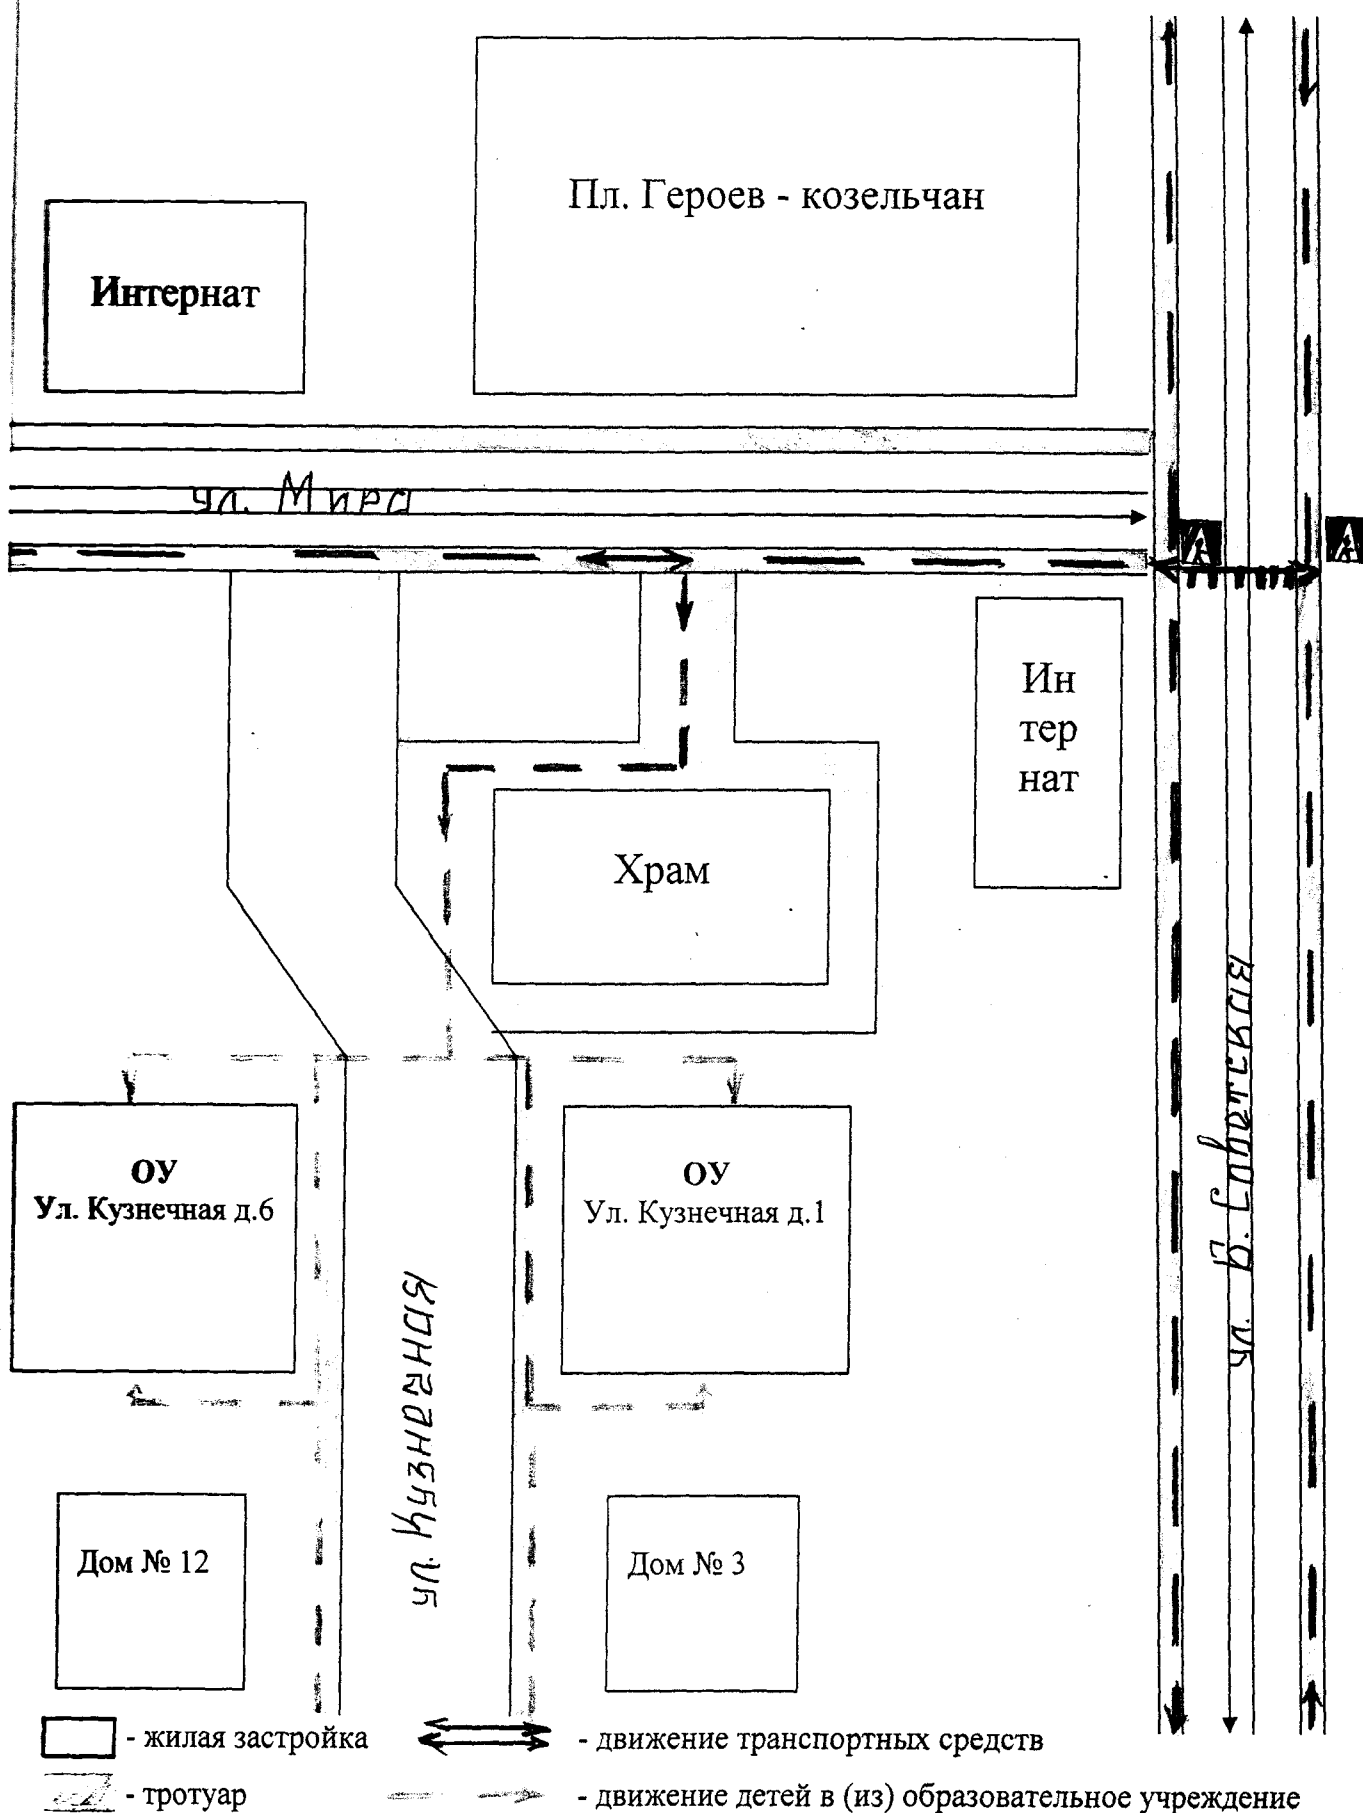 Пл. Героев - козельчан
Интернат
ул. Мира
Ин
тер
нат
Храм
ул. Б. Советская
ОУ
Ул. Кузнечная д.6
ОУ
Ул. Кузнечная д.1
ул. Кузнечная
Дом № 12
Дом № 3
- жилая застройка
- движение транспортных средств
- тротуар
- движение детей в (из) образовательное учреждение